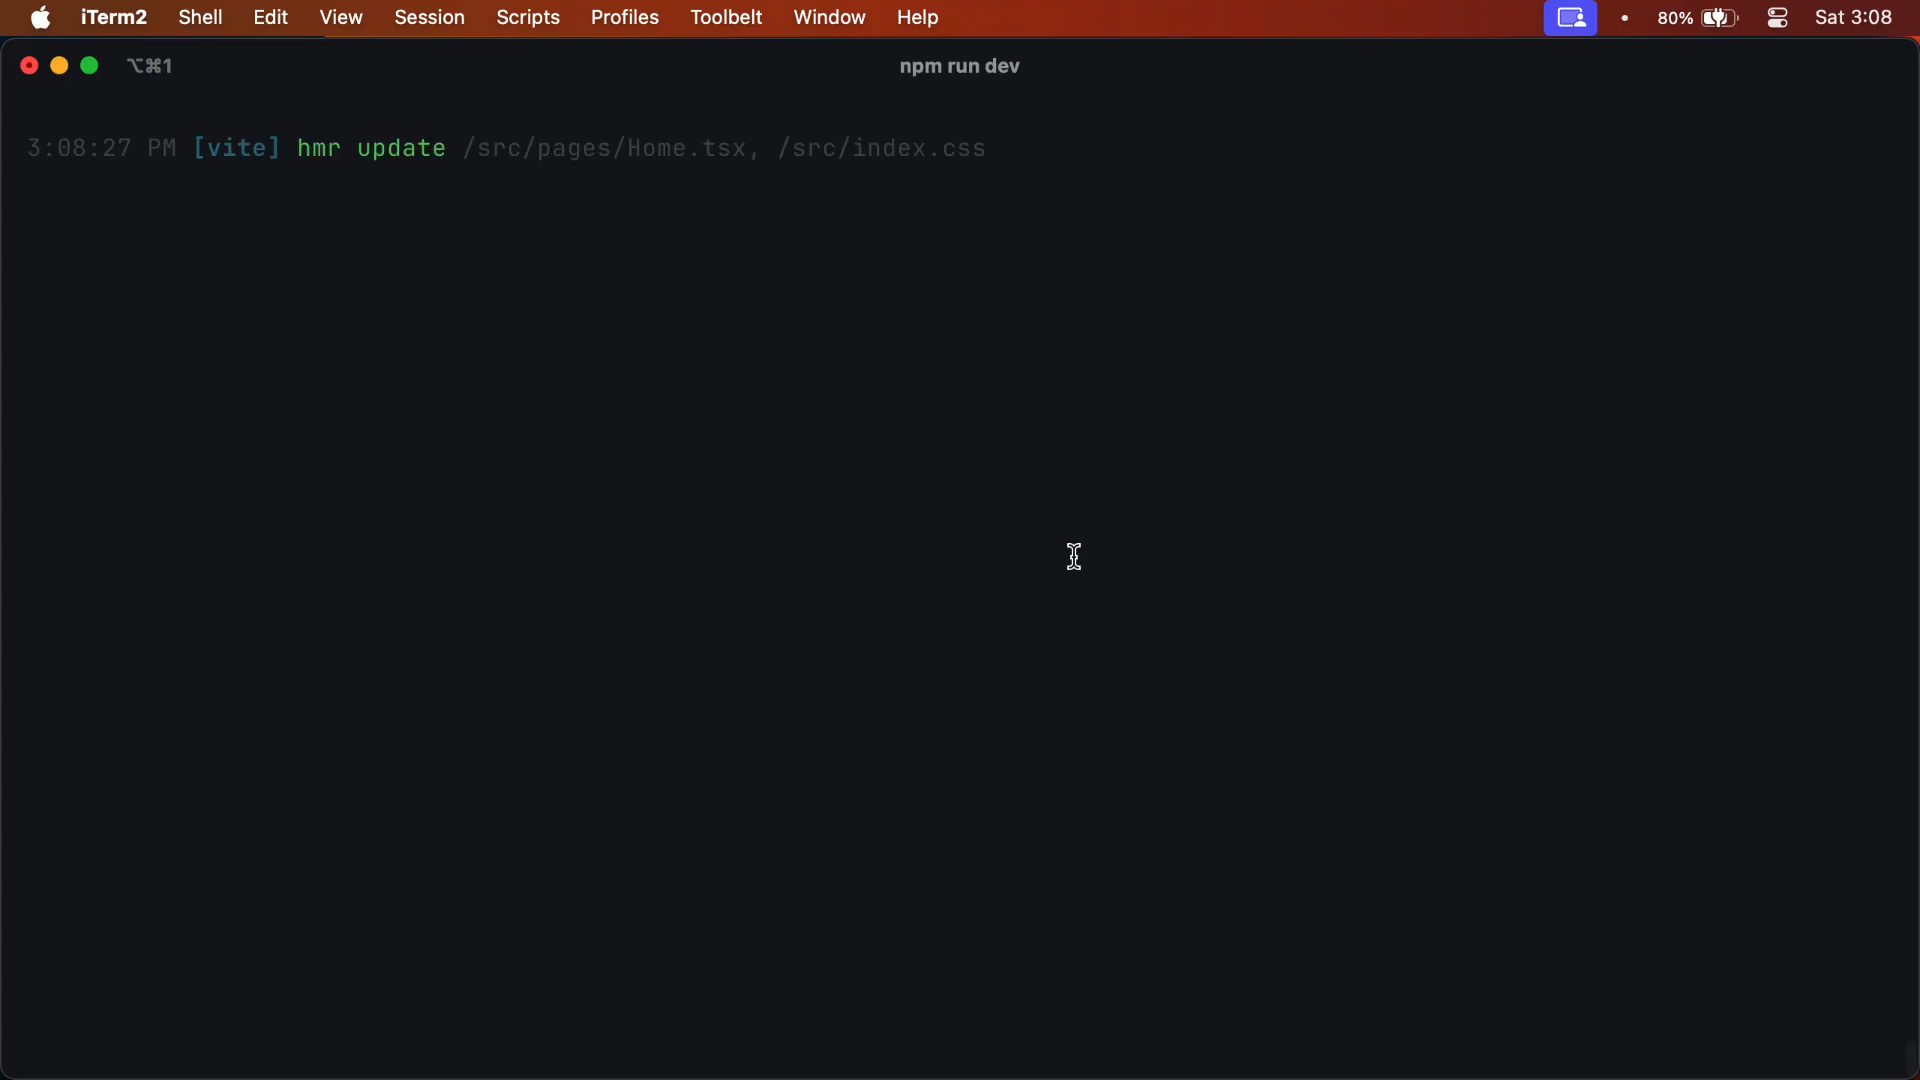 iTerm2 Shell Edit View Session Scripts Profiles Toolbelt Window Help 80% Sat 3:08
⌥⌘1 npm run dev
3:08:27 PM [vite] hmr update /src/pages/Home.tsx, /src/index.css